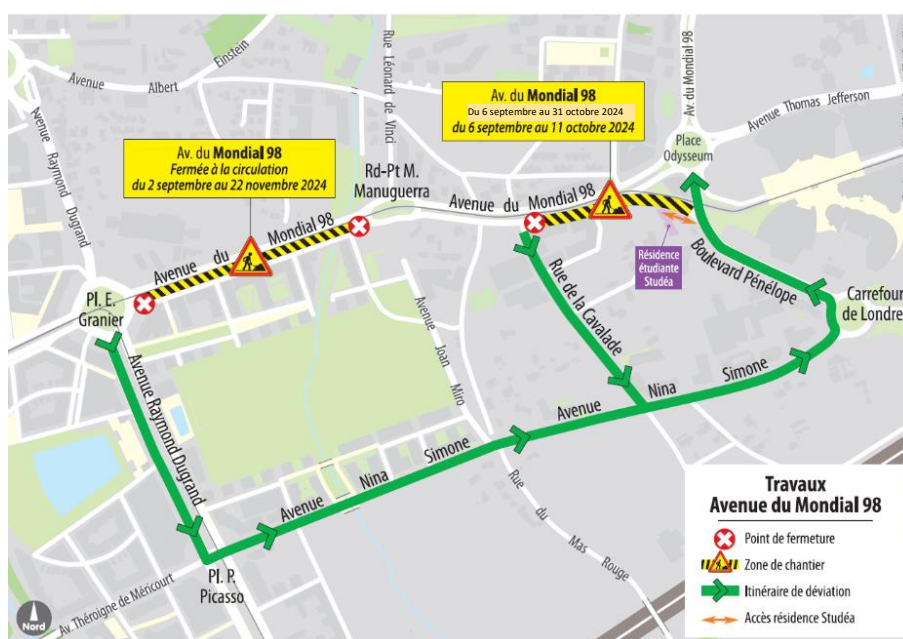 Avenue Albert Einstein
Rue Léonard de Vinci
Av. du Mondial 98
Avenue Thomas Jefferson
Avenue Raymond Dugrand
Av. du Mondial 98
Du 6 septembre au 31 octobre 2024
du 6 septembre au 11 octobre 2024
Place
Odysseum
Av. du Mondial 98
Fermée à la circulation
du 2 septembre au 22 novembre 2024
Rd-Pt M.
Manuguerra
Avenue du Mondial 98
Avenue du Mondial 98
Résidence
étudiante
Studéa
Boulevard Pénélope
Rue de la Cavalade
Pl. E.
Granier
Carrefour
de Londre
Avenue Joan Miro
Avenue Raymond Dugrand
Avenue Nina Simone
Avenue Nina Simone
Rue du Mas Rouge
Pl. P.
Picasso
Av. Théroigne de Méricourt
Nord
Travaux
Avenue du Mondial 98
Point de fermeture
Zone de chantier
Itinéraire de déviation
Accès résidence Studéa